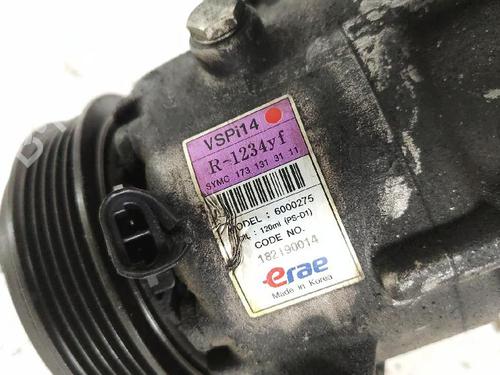 VSPi14
R-1234yf
SYMC 173 131 31 11
MODEL : 6000275
OIL : 120ml (PS-D1)
CODE NO.
182190014
erae
Made in Korea